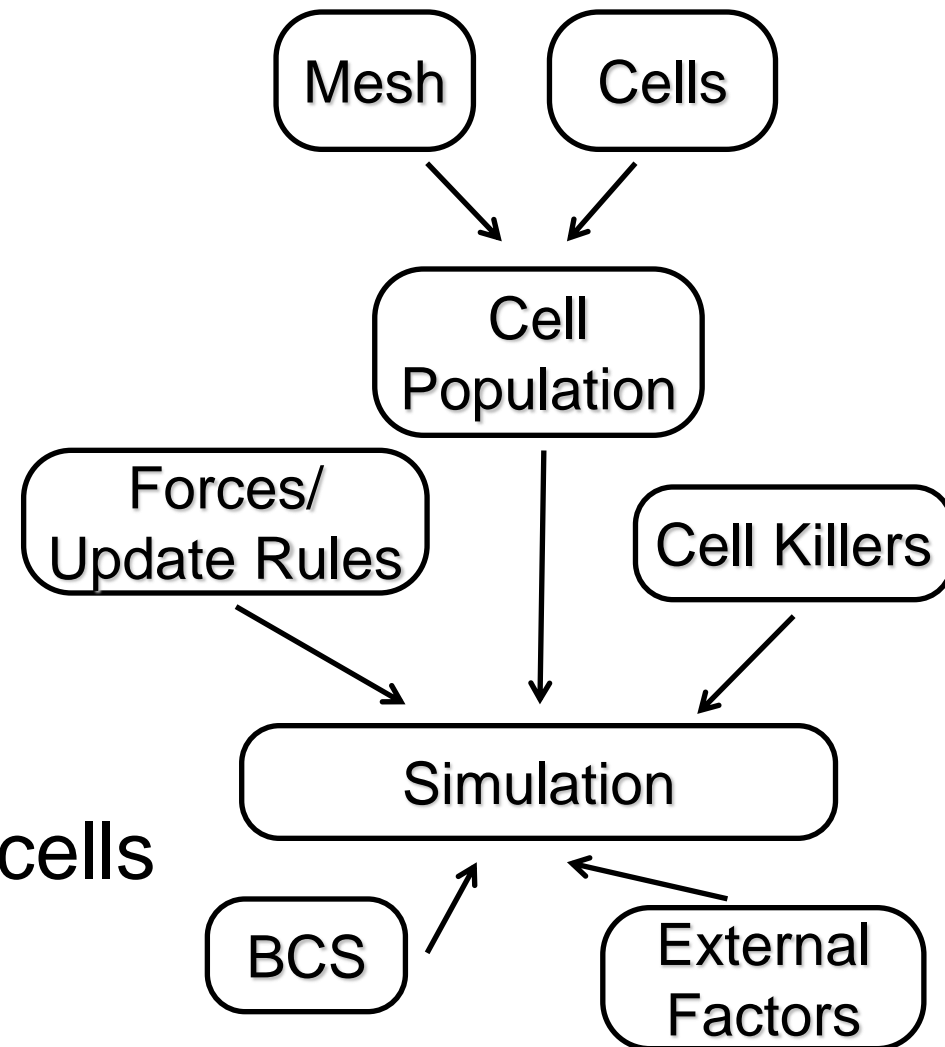 Mesh
Cells
Cell
Population
Forces/
Update Rules
Cell Killers
Simulation
cells
BCS
External
Factors